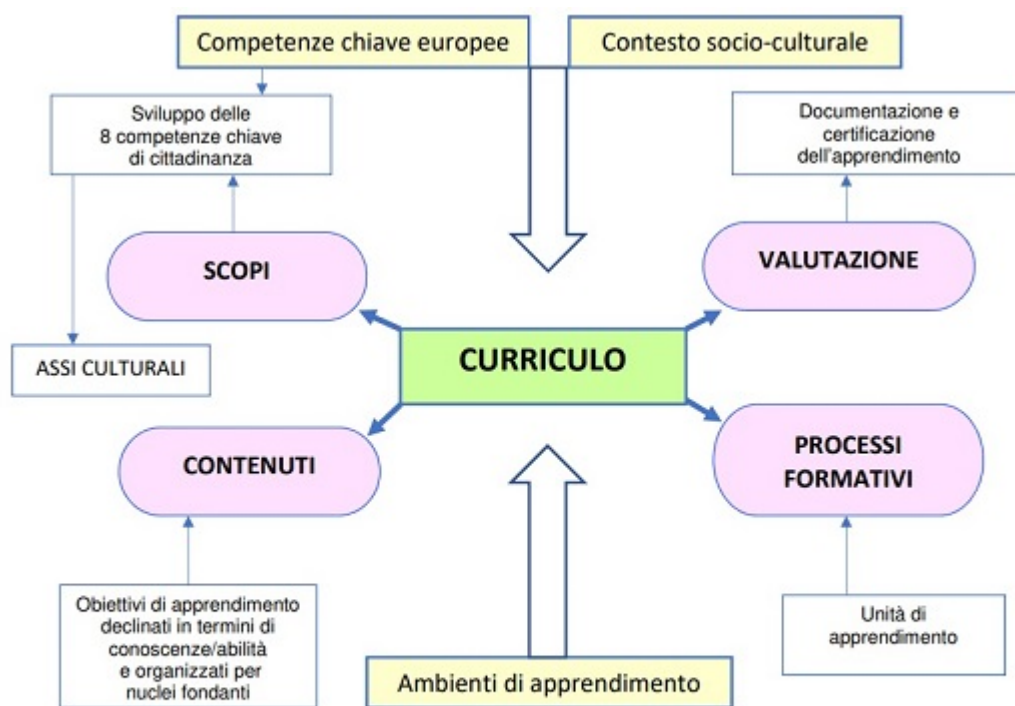 Competenze chiave europee
Contesto socio-culturale
Sviluppo delle
8 competenze chiave
di cittadinanza
Documentazione e
certificazione
dell'apprendimento
SCOPI
VALUTAZIONE
ASSI CULTURALI
CURRICULO
CONTENUTI
PROCESSI
FORMATIVI
Obiettivi di apprendimento
declinati in termini di
conoscenze/abilità
e organizzati per
nuclei fondanti
Unità di
apprendimento
Ambienti di apprendimento